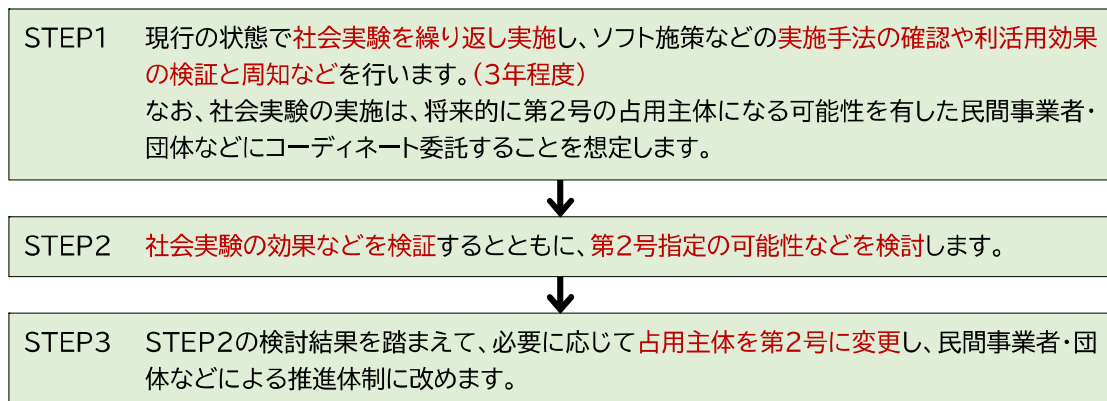 STEP1 現行の状態で社会実験を繰り返し実施し、ソフト施策などの実施手法の確認や利活用効果
の検証と周知などを行います。(3年程度)
なお、社会実験の実施は、将来的に第2号の占用主体になる可能性を有した民間事業者・
団体などにコーディネート委託することを想定します。
STEP2 社会実験の効果などを検証するとともに、第2号指定の可能性などを検討します。
STEP3 STEP2の検討結果を踏まえて、必要に応じて占用主体を第2号に変更し、民間事業者・団
体などによる推進体制に改めます。